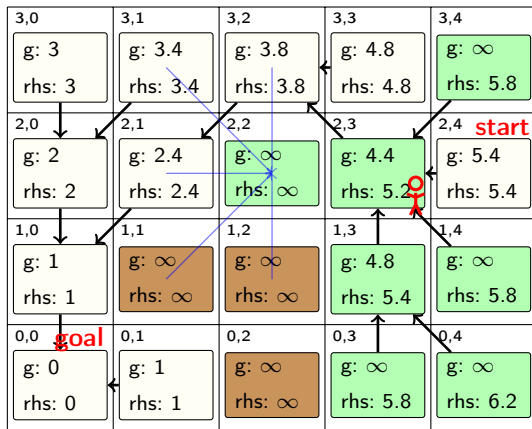 3,0 3,1 3,2 3,3 3,4
g: 3 g: 3.4 g: 3.8 g: 4.8 g: ∞
rhs: 3 rhs: 3.4 rhs: 3.8 rhs: 4.8 rhs: 5.8
2,0 2,1 2,2 2,3 2,4 start
g: 2 g: 2.4 g: ∞ g: 4.4 g: 5.4
rhs: 2 rhs: 2.4 rhs: ∞ rhs: 5.2 rhs: 5.4
1,0 1,1 1,2 1,3 1,4
g: 1 g: ∞ g: ∞ g: 4.8 g: ∞
rhs: 1 rhs: ∞ rhs: ∞ rhs: 5.4 rhs: 5.8
0,0 goal 0,1 0,2 0,3 0,4
g: 0 g: 1 g: ∞ g: ∞ g: ∞
rhs: 0 rhs: 1 rhs: ∞ rhs: 5.8 rhs: 6.2